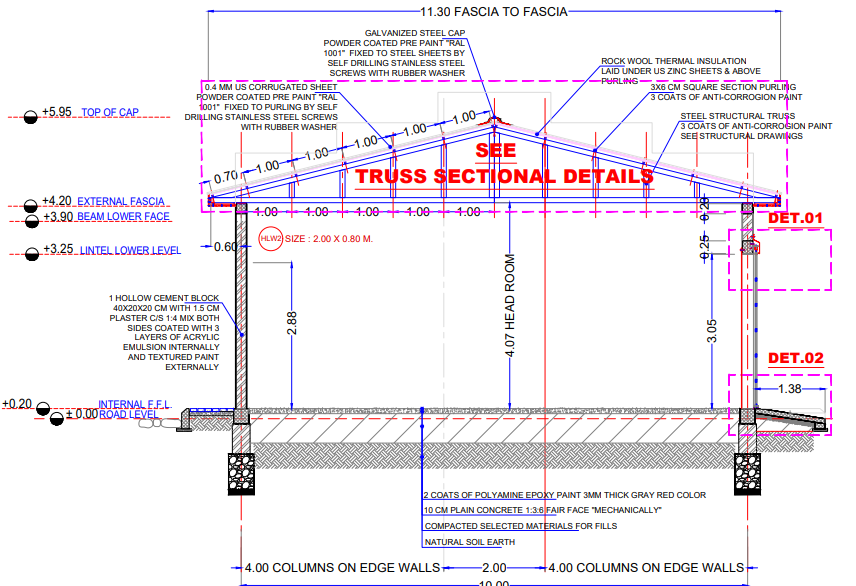 11.30 FASCIA TO FASCIA
GALVANIZED STEEL CAP
POWDER COATED PRE PAINT "RAL
1001" FIXED TO STEEL SHEETS BY
SELF DRILLING STAINLESS STEEL
SCREWS WITH RUBBER WASHER
ROCK WOOL THERMAL INSULATION
LAID UNDER US ZINC SHEETS & ABOVE
PURLING
0.4 MM US CORRUGATED SHEET
POWDER COATED PRE PAINT "RAL
1001" FIXED TO PURLING BY SELF
DRILLING STAINLESS STEEL SCREWS
WITH RUBBER WASHER
3X6 CM SQUARE SECTION PURLING
3 COATS OF ANTI-CORROGION PAINT
STEEL STRUCTURAL TRUSS
3 COATS OF ANTI-CORROGION PAINT
SEE STRUCTURAL DRAWINGS
+5.95 TOP OF CAP
1.00
1.00
1.00
1.00
1.00
0.70
SEE
TRUSS SECTIONAL DETAILS
+4.20 EXTERNAL FASCIA
+3.90 BEAM LOWER FACE
+3.25 LINTEL LOWER LEVEL
1.00 1.00 1.00 1.00 1.00
0.60
HLW2 SIZE : 2.00 X 0.80 M.
0.25
DET.01
1 HOLLOW CEMENT BLOCK
40X20X20 CM WITH 1.5 CM
PLASTER C/S 1:4 MIX BOTH
SIDES COATED WITH 3
LAYERS OF ACRYLIC
EMULSION INTERNALLY
AND TEXTURED PAINT
EXTERNALLY
2.88
4.07 HEAD ROOM
3.05
DET.02
1.38
+0.20 INTERNAL F.F.L
± 0.00 ROAD LEVEL
2 COATS OF POLYAMINE EPOXY PAINT 3MM THICK GRAY RED COLOR
10 CM PLAIN CONCRETE 1:3:6 FAIR FACE "MECHANICALLY"
COMPACTED SELECTED MATERIALS FOR FILLS
NATURAL SOIL EARTH
4.00 COLUMNS ON EDGE WALLS 2.00 4.00 COLUMNS ON EDGE WALLS
10.00